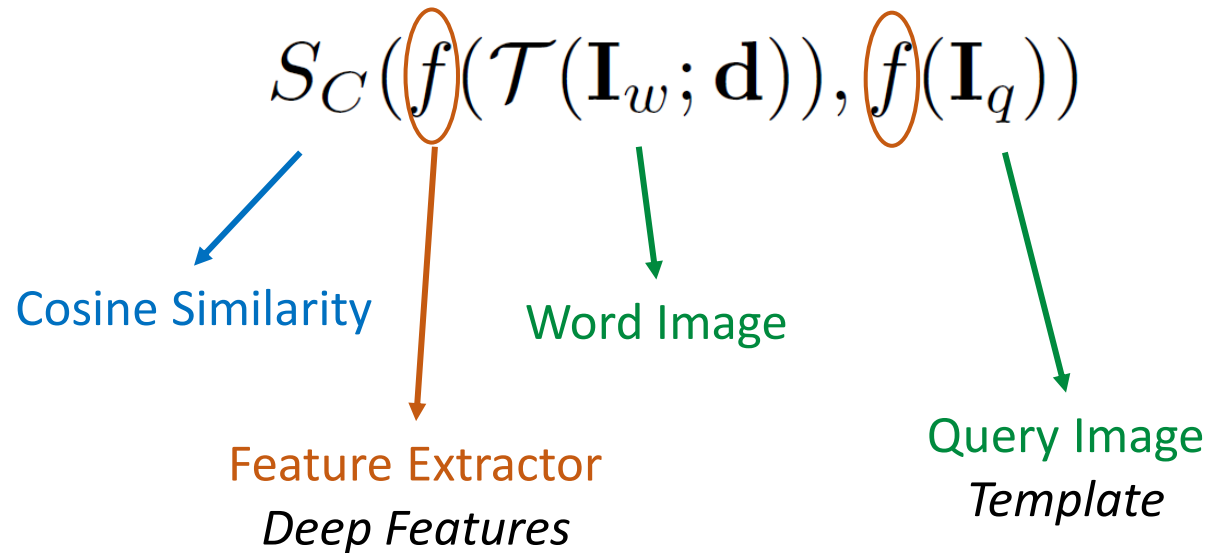 S_C(f(𝒯(I_w; d)), f(I_q))
Cosine Similarity
Word Image
Feature Extractor
Deep Features
Query Image
Template